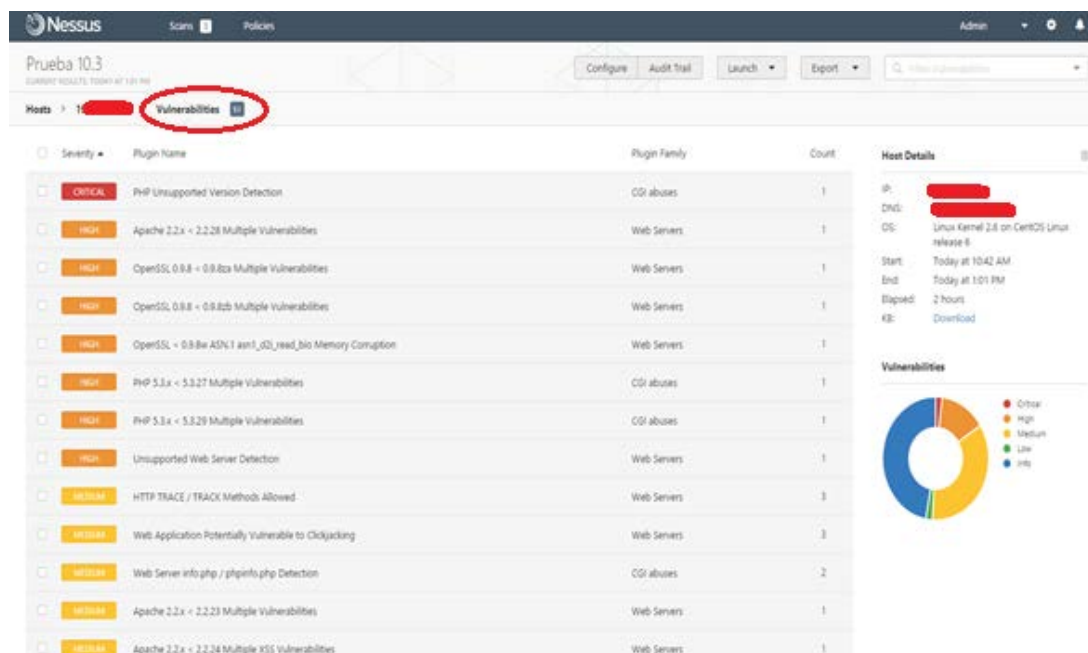 Nessus Scans Policies Admin
Prueba 10.3
CURRENT RESULTS: TODAY AT 1:01 PM
Configure Audit Trail Launch Export
Hosts > Vulnerabilities
Severity Plugin Name Plugin Family Count
CRITICAL PHP Unsupported Version Detection CGI abuses 1
HIGH Apache 2.2.x < 2.2.28 Multiple Vulnerabilities Web Servers 1
HIGH OpenSSL 0.9.8 < 0.9.8za Multiple Vulnerabilities Web Servers 1
HIGH OpenSSL 0.9.8 < 0.9.8zb Multiple Vulnerabilities Web Servers 1
HIGH OpenSSL < 0.9.8w ASN.1 asn1_d2i_read_bio Memory Corruption Web Servers 1
HIGH PHP 5.3.x < 5.3.27 Multiple Vulnerabilities CGI abuses 1
HIGH PHP 5.3.x < 5.3.29 Multiple Vulnerabilities CGI abuses 1
HIGH Unsupported Web Server Detection Web Servers 1
MEDIUM HTTP TRACE / TRACK Methods Allowed Web Servers 3
MEDIUM Web Application Potentially Vulnerable to Clickjacking Web Servers 3
MEDIUM Web Server info.php / phpinfo.php Detection CGI abuses 2
MEDIUM Apache 2.2.x < 2.2.23 Multiple Vulnerabilities Web Servers 1
MEDIUM Apache 2.2.x < 2.2.24 Multiple XSS Vulnerabilities Web Servers 1
Host Details
IP:
DNS:
OS: Linux Kernel 2.6 on CentOS Linux
release 6
Start: Today at 10:42 AM
End: Today at 1:01 PM
Elapsed: 2 hours
KB: Download
Vulnerabilities
Critical
High
Medium
Low
Info